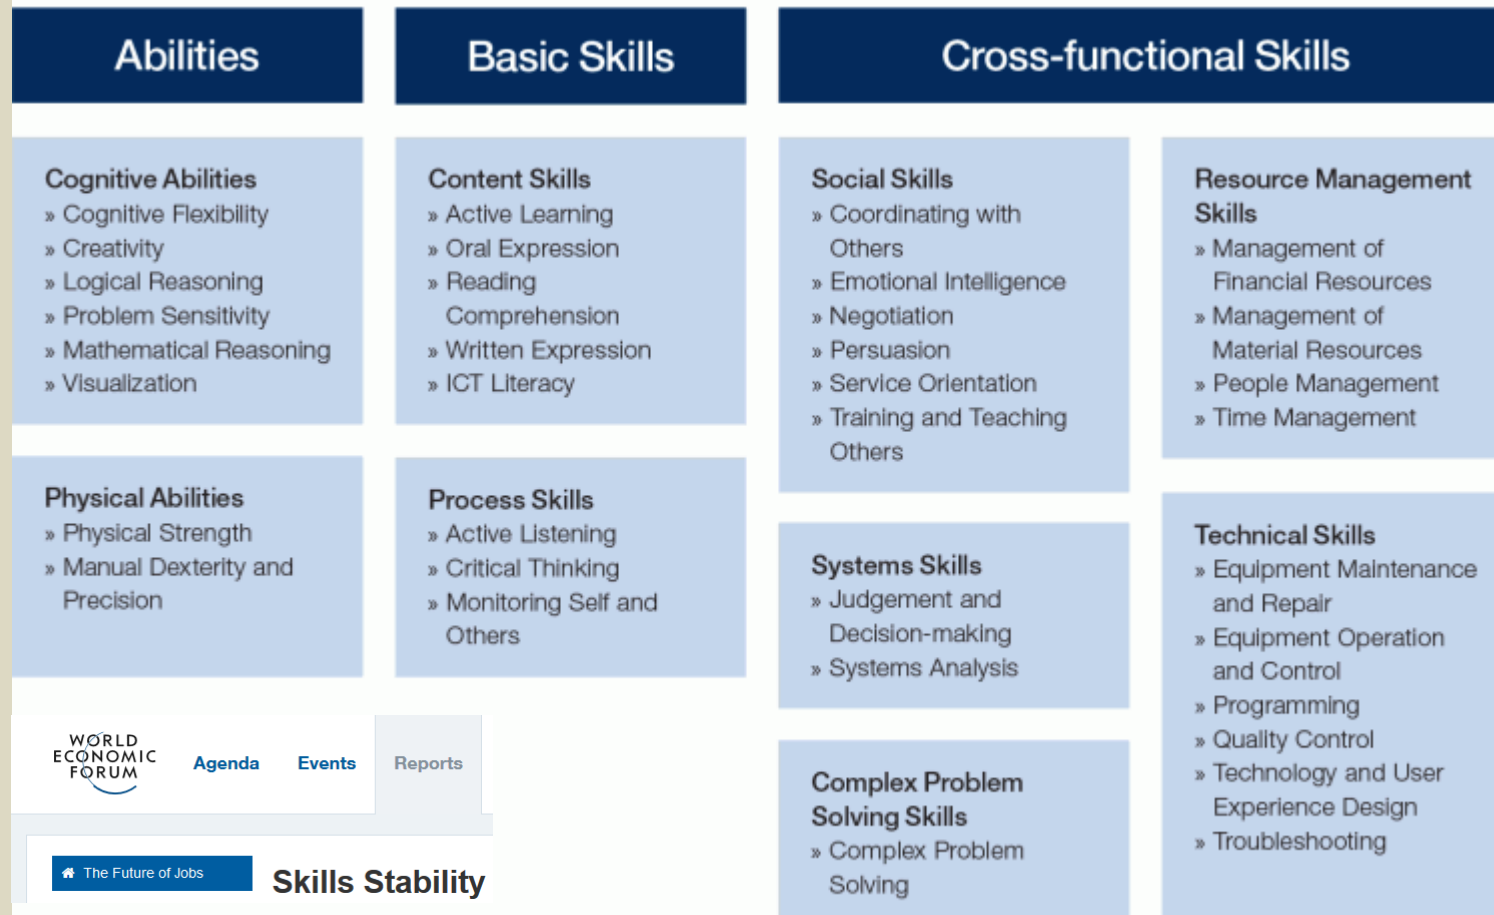 Abilities
Cognitive Abilities
» Cognitive Flexibility
» Creativity
» Logical Reasoning
» Problem Sensitivity
» Mathematical Reasoning
» Visualization
Physical Abilities
» Physical Strength
» Manual Dexterity and
Precision
Basic Skills
Content Skills
» Active Learning
» Oral Expression
» Reading
Comprehension
» Written Expression
» ICT Literacy
Process Skills
» Active Listening
» Critical Thinking
» Monitoring Self and
Others
Cross-functional Skills
Social Skills
» Coordinating with
Others
» Emotional Intelligence
» Negotiation
» Persuasion
» Service Orientation
» Training and Teaching
Others
Systems Skills
» Judgement and
Decision-making
» Systems Analysis
Complex Problem
Solving Skills
» Complex Problem
Solving
Resource Management
Skills
» Management of
Financial Resources
» Management of
Material Resources
» People Management
» Time Management
Technical Skills
» Equipment Maintenance
and Repair
» Equipment Operation
and Control
» Programming
» Quality Control
» Technology and User
Experience Design
» Troubleshooting
WORLD
ECONOMIC
FORUM
Agenda Events Reports
The Future of Jobs
Skills Stability